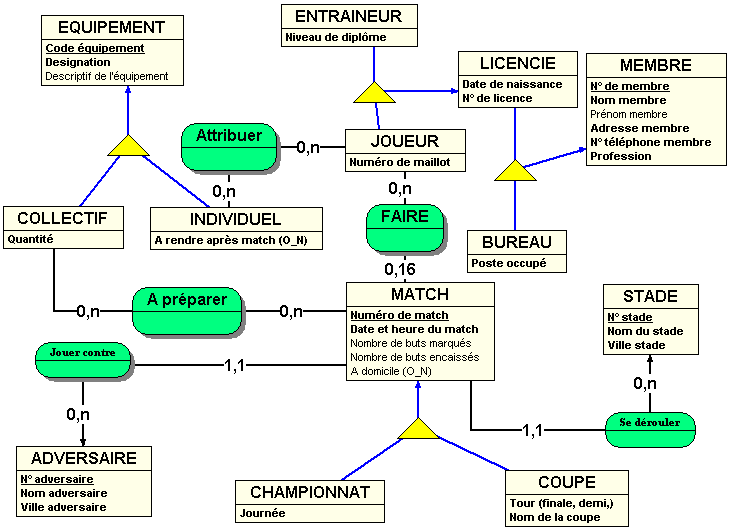 EQUIPEMENT
Code équipement
Designation
Descriptif de l'équipement
ENTRAINEUR
Niveau de diplôme
LICENCIE
Date de naissance
N° de licence
MEMBRE
N° de membre
Nom membre
Prénom membre
Adresse membre
N° téléphone membre
Profession
Attribuer
0,n
0,n
JOUEUR
Numéro de maillot
0,n
COLLECTIF
Quantité
INDIVIDUEL
A rendre après match (O_N)
FAIRE
0,16
BUREAU
Poste occupé
0,n
A préparer
0,n
MATCH
Numéro de match
Date et heure du match
Nombre de buts marqués
Nombre de buts encaissés
A domicile (O_N)
STADE
N° stade
Nom du stade
Ville stade
Jouer contre
1,1
0,n
0,n
1,1
Se dérouler
ADVERSAIRE
N° adversaire
Nom adversaire
Ville adversaire
CHAMPIONNAT
Journée
COUPE
Tour (finale, demi,)
Nom de la coupe